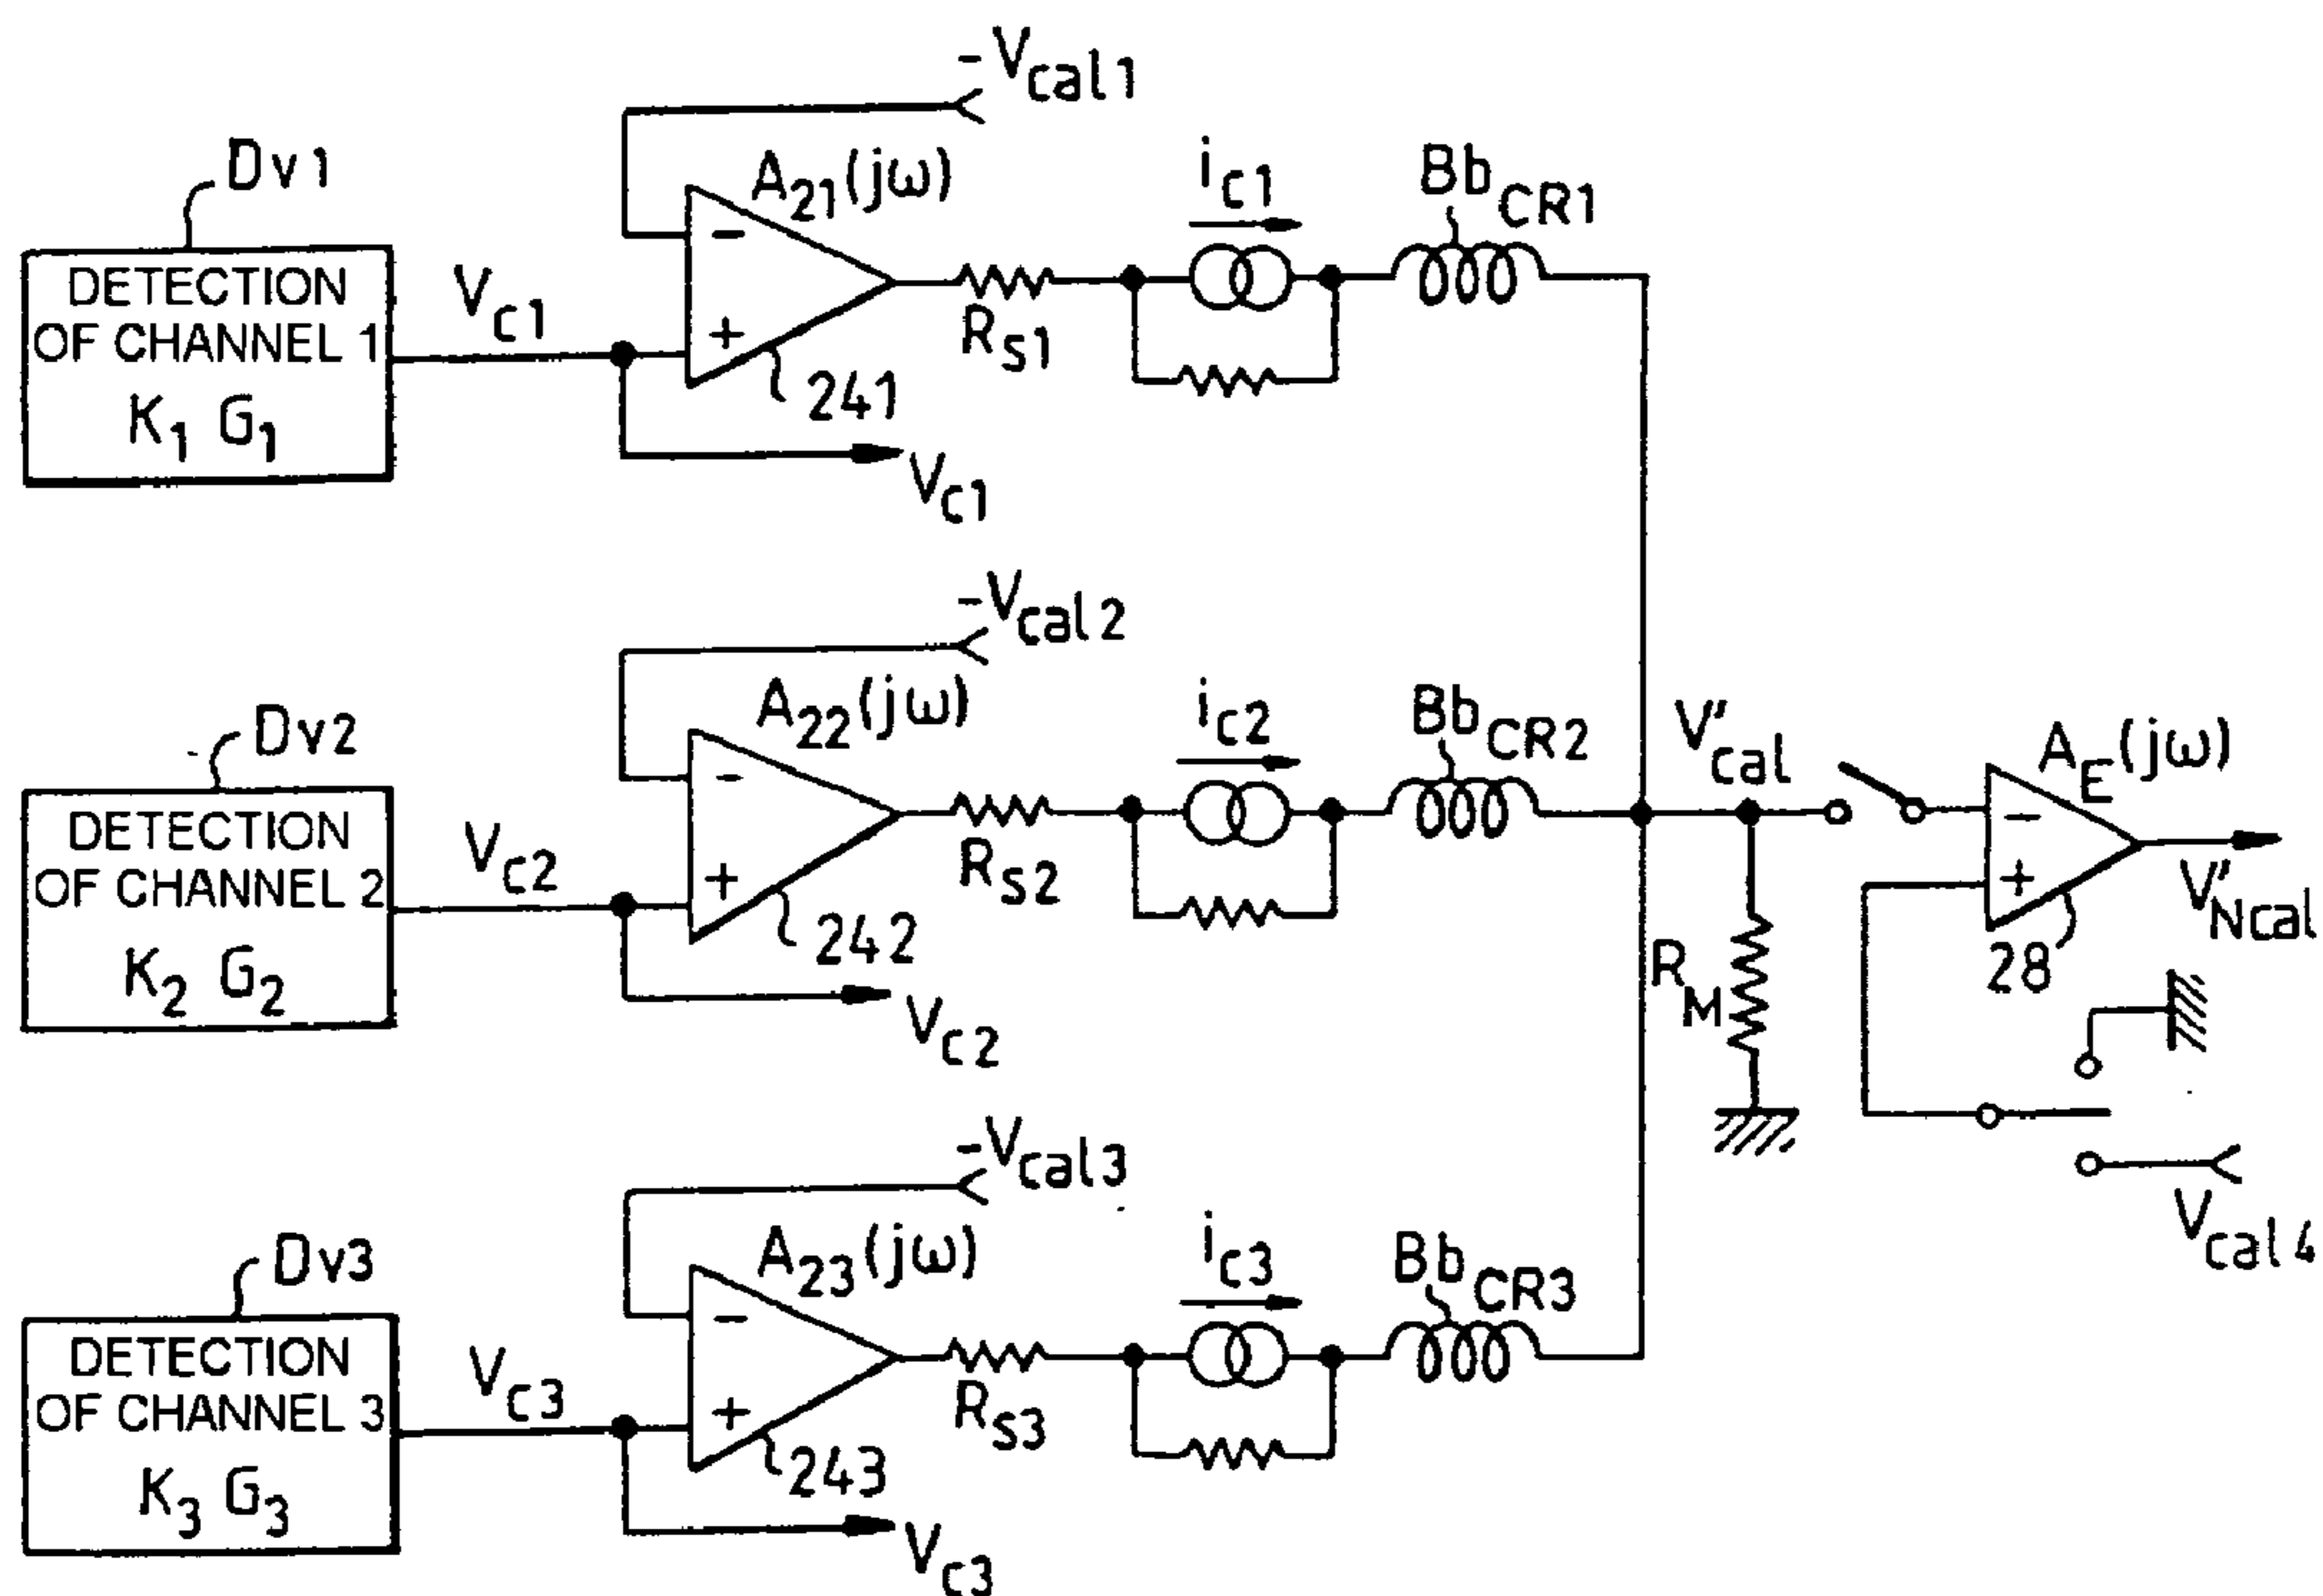 -Vcal1
Dv1
A21(jω)
ic1
BbCR1
DETECTION
OF CHANNEL 1
K1 G1
Vc1
-
+
Rs1
241
Vc1
-Vcal2
Dv2
A22(jω)
ic2
BbCR2
V"cal
AE(jω)
DETECTION
OF CHANNEL 2
K2 G2
Vc2
-
+
Rs2
242
Vc2
RM
-
+
28
V"Ncal
-Vcal3
Vcal4
Dv3
A23(jω)
ic3
BbCR3
DETECTION
OF CHANNEL 3
K3 G3
Vc3
-
+
Rs3
243
Vc3